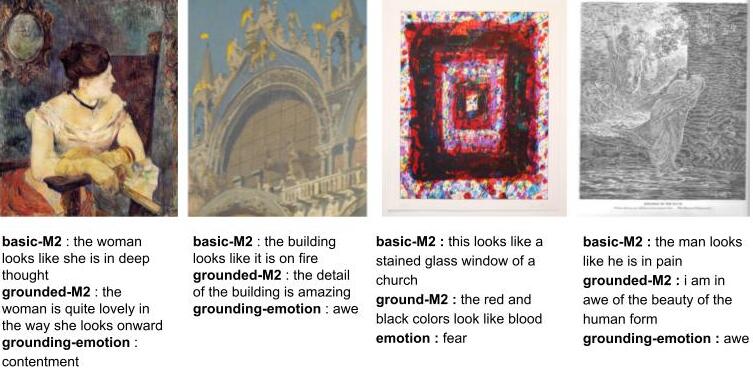 basic-M2 : the woman
looks like she is in deep
thought
grounded-M2 : the
woman is quite lovely in
the way she looks onward
grounding-emotion :
contentment
basic-M2 : the building
looks like it is on fire
grounded-M2 : the detail
of the building is amazing
grounding-emotion : awe
basic-M2 : this looks like a
stained glass window of a
church
ground-M2 : the red and
black colors look like blood
emotion : fear
basic-M2 : the man looks
like he is in pain
grounded-M2 : i am in
awe of the beauty of the
human form
grounding-emotion : awe